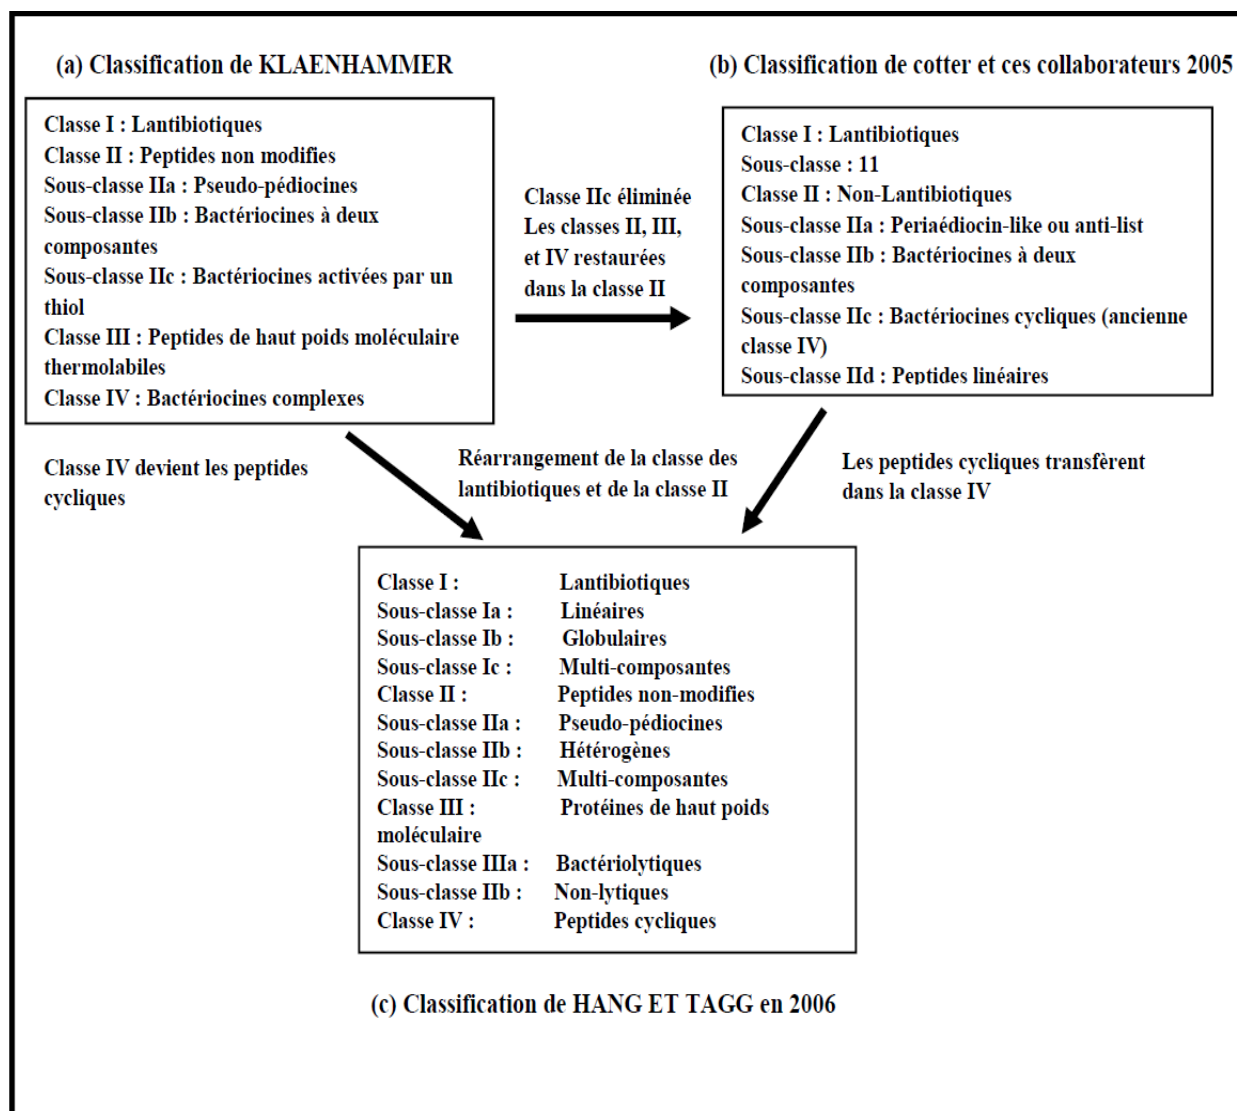 (a) Classification de KLAENHAMMER
(b) Classification de cotter et ces collaborateurs 2005
Classe I : Lantibiotiques
Classe II : Peptides non modifies
Sous-classe IIa : Pseudo-pédiocines
Sous-classe IIb : Bactériocines à deux
composantes
Sous-classe IIc : Bactériocines activées par un
thiol
Classe III : Peptides de haut poids moléculaire
thermolabiles
Classe IV : Bactériocines complexes
Classe IIc éliminée
Les classes II, III,
et IV restaurées
dans la classe II
Classe I : Lantibiotiques
Sous-classe : 11
Classe II : Non-Lantibiotiques
Sous-classe IIa : Periaédiocin-like ou anti-list
Sous-classe IIb : Bactériocines à deux
composantes
Sous-classe IIc : Bactériocines cycliques (ancienne
classe IV)
Sous-classe IId : Peptides linéaires
Classe IV devient les peptides
cycliques
Réarrangement de la classe des
lantibiotiques et de la classe II
Les peptides cycliques transfèrent
dans la classe IV
Classe I : Lantibiotiques
Sous-classe Ia : Linéaires
Sous-classe Ib : Globulaires
Sous-classe Ic : Multi-composantes
Classe II : Peptides non-modifies
Sous-classe IIa : Pseudo-pédiocines
Sous-classe IIb : Hétérogènes
Sous-classe IIc : Multi-composantes
Classe III : Protéines de haut poids
moléculaire
Sous-classe IIIa : Bactériolytiques
Sous-classe IIb : Non-lytiques
Classe IV : Peptides cycliques
(c) Classification de HANG ET TAGG en 2006